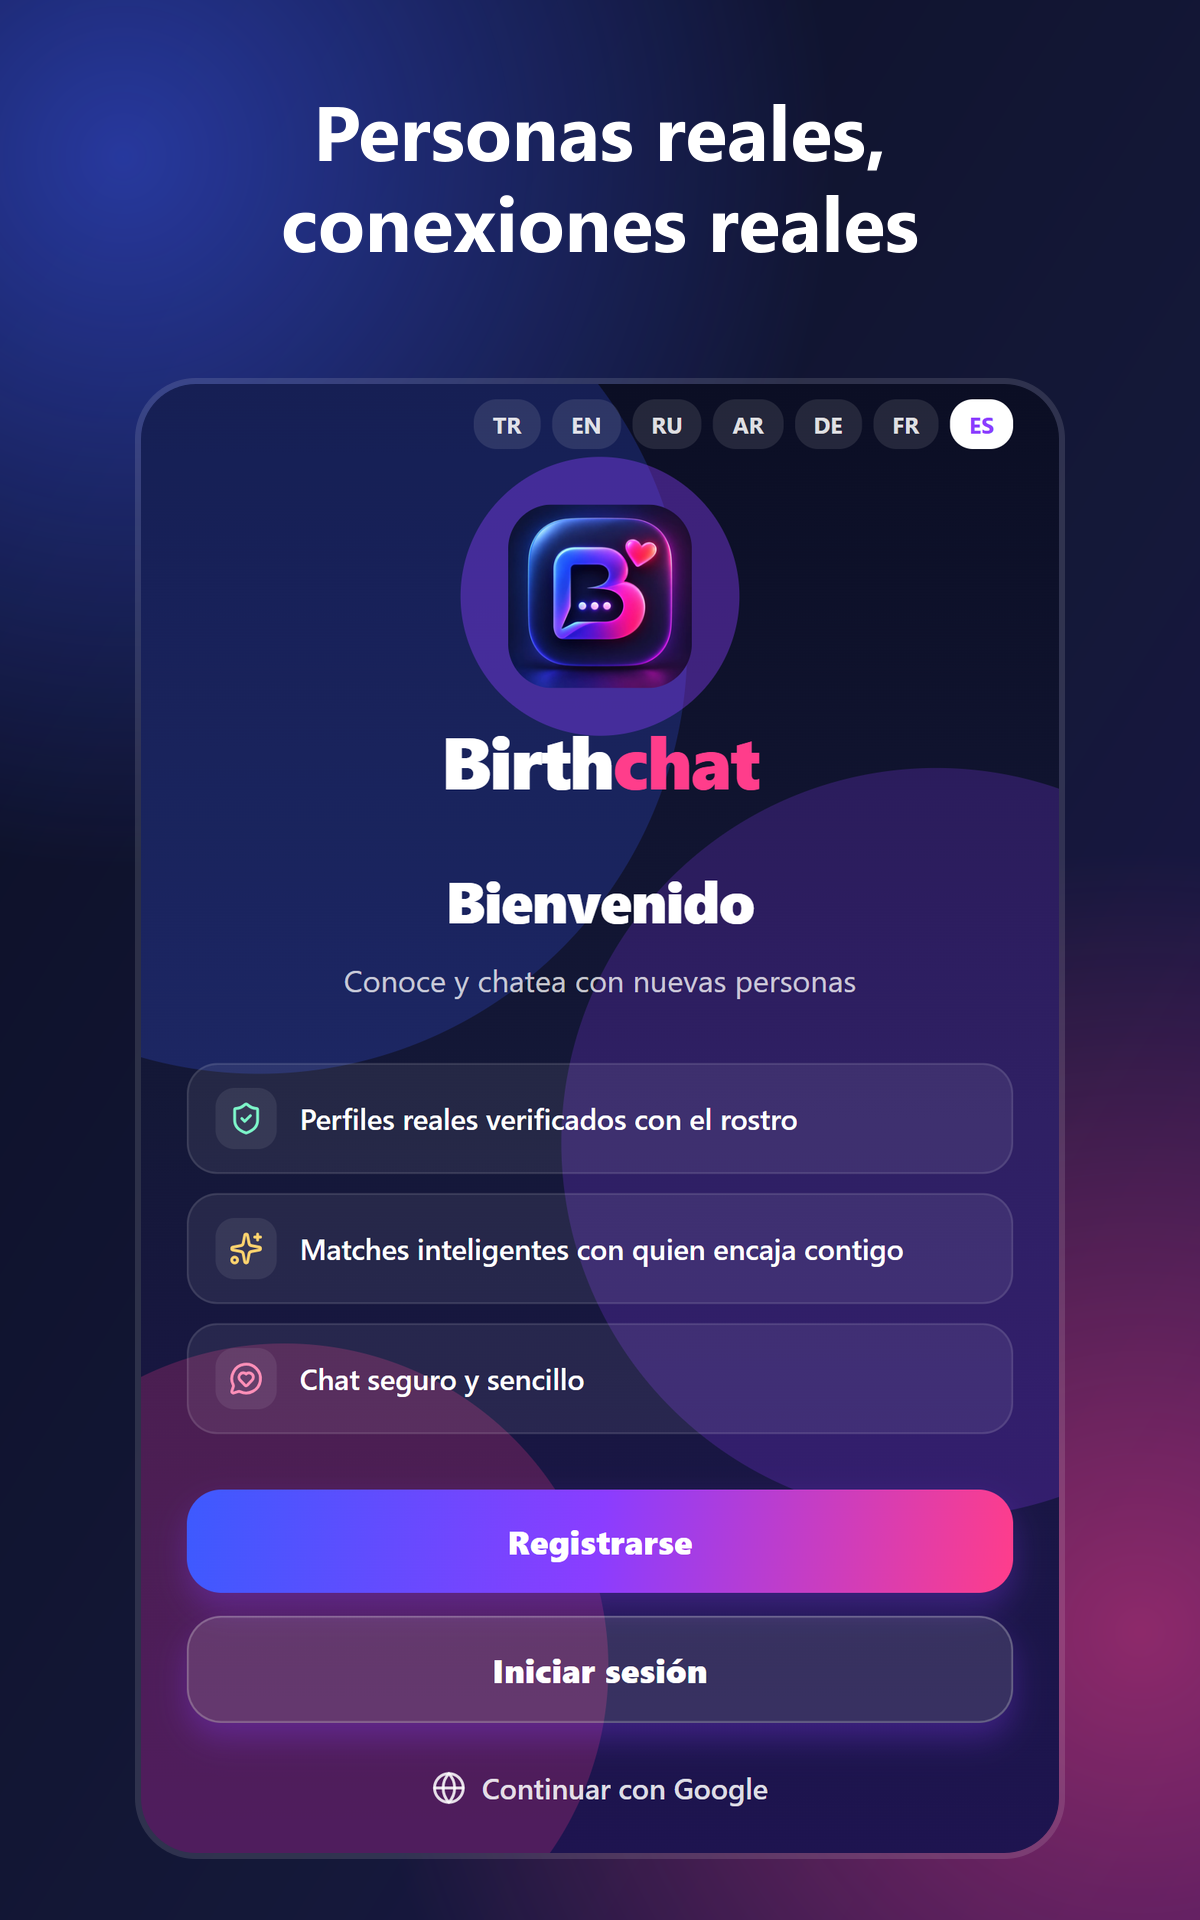 Personas reales,
conexiones reales
TR EN RU AR DE FR ES
B
Birthchat
Bienvenido
Conoce y chatea con nuevas personas
Perfiles reales verificados con el rostro
Matches inteligentes con quien encaja contigo
Chat seguro y sencillo
Registrarse
Iniciar sesión
Continuar con Google